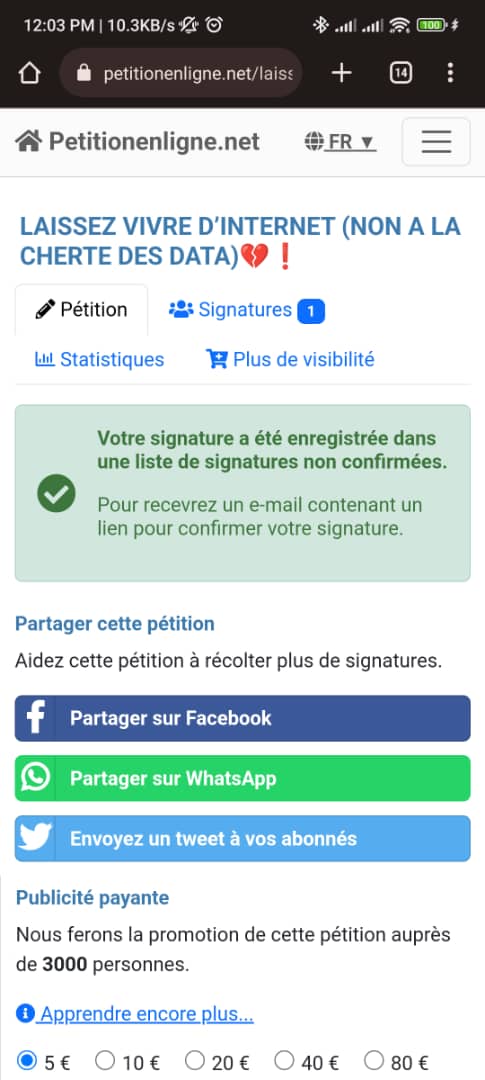 12:03 PM | 10.3KB/s
100
petitionenligne.net/laiss
14
Petitionenligne.net
FR ▼
LAISSEZ VIVRE D’INTERNET (NON A LA
CHERTE DES DATA)💔❗
Pétition
Signatures 1
Statistiques
Plus de visibilité
Votre signature a été enregistrée dans
une liste de signatures non confirmées.
Pour recevrez un e-mail contenant un
lien pour confirmer votre signature.
Partager cette pétition
Aidez cette pétition à récolter plus de signatures.
Partager sur Facebook
Partager sur WhatsApp
Envoyez un tweet à vos abonnés
Publicité payante
Nous ferons la promotion de cette pétition auprès
de 3000 personnes.
Apprendre encore plus...
5 € 10 € 20 € 40 € 80 €